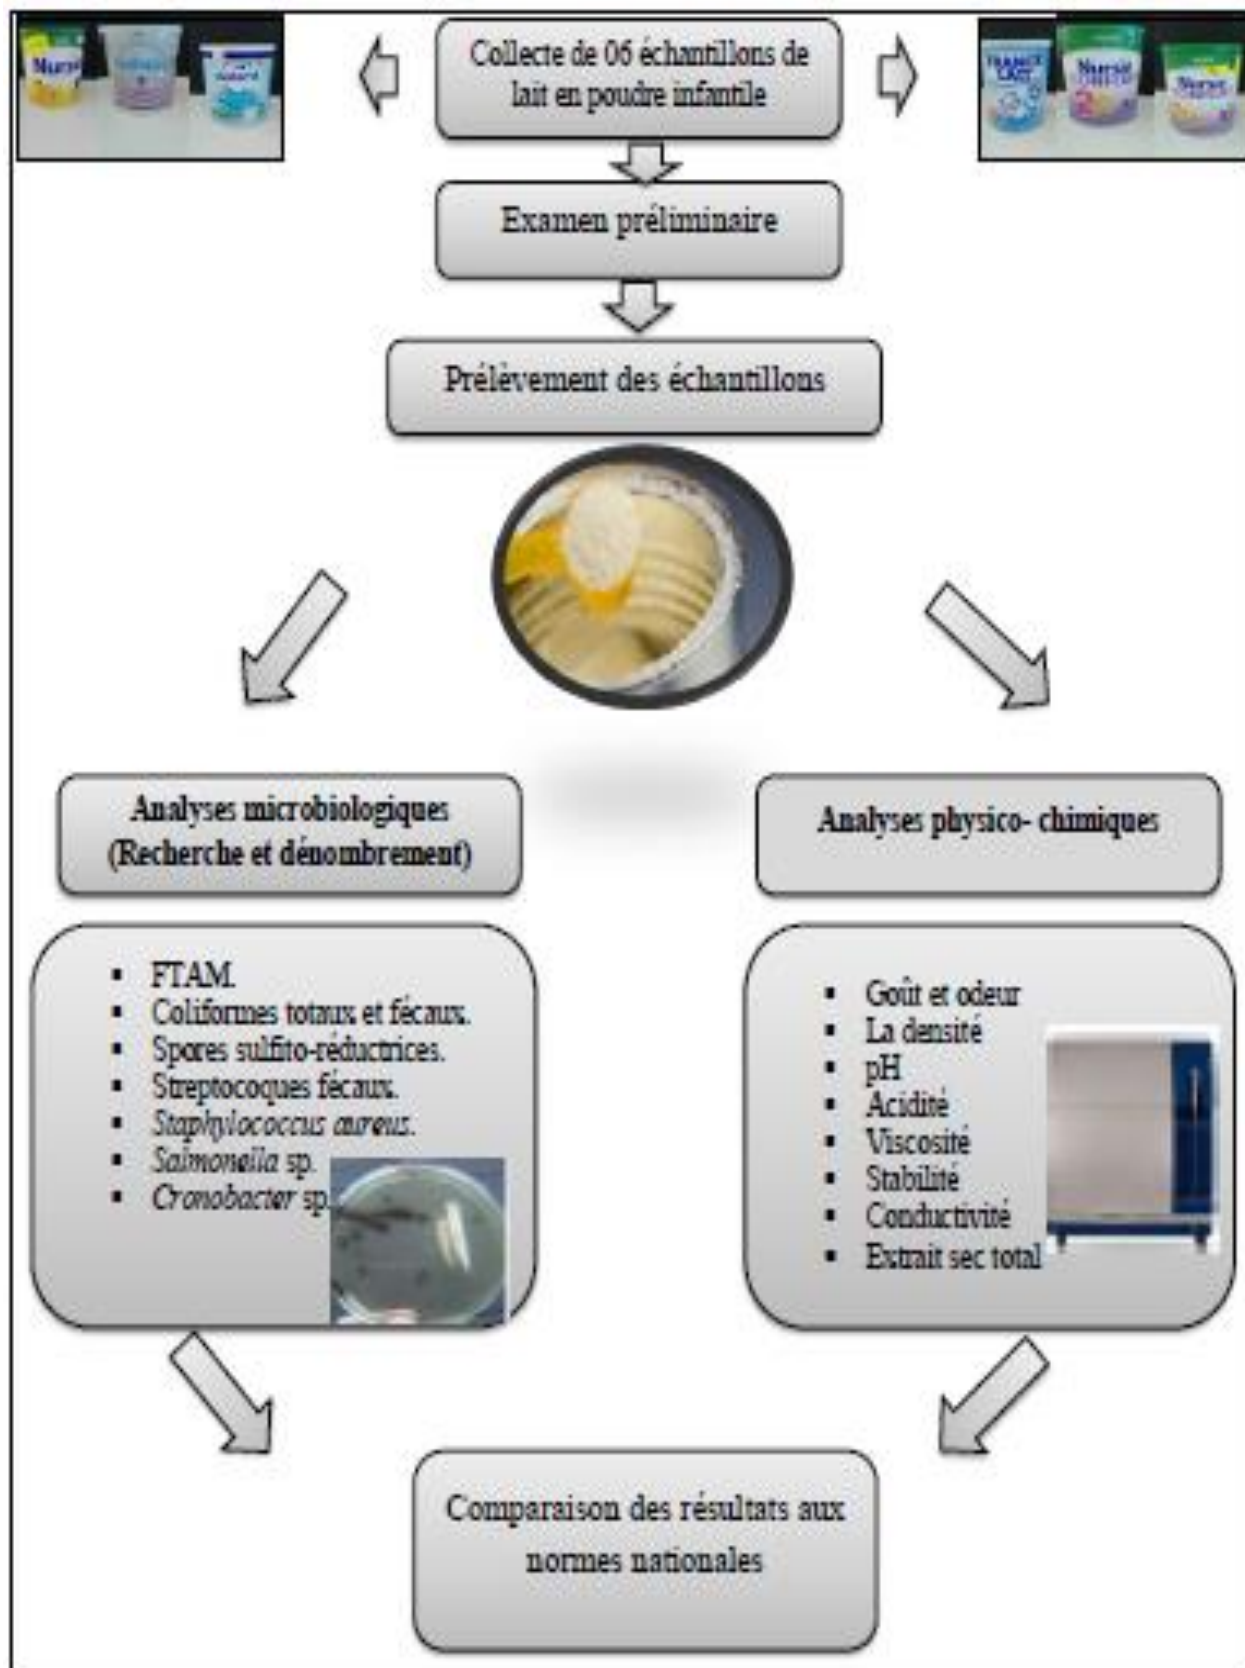 Collecte de 06 échantillons de
lait en poudre infantile
FRANCE
LAIT
Nursie
Examen préliminaire
Prélèvement des échantillons
Analyses microbiologiques
(Recherche et dénombrement)
Analyses physico- chimiques
▪ FTAM.
▪ Coliformes totaux et fécaux.
▪ Spores sulfito-réductrices.
▪ Streptocoques fécaux.
▪ Staphylococcus aureus.
▪ Salmonella sp.
▪ Cronobacter sp.
▪ Goût et odeur
▪ La densité
▪ pH
▪ Acidité
▪ Viscosité
▪ Stabilité
▪ Conductivité
▪ Extrait sec total
Comparaison des résultats aux
normes nationales